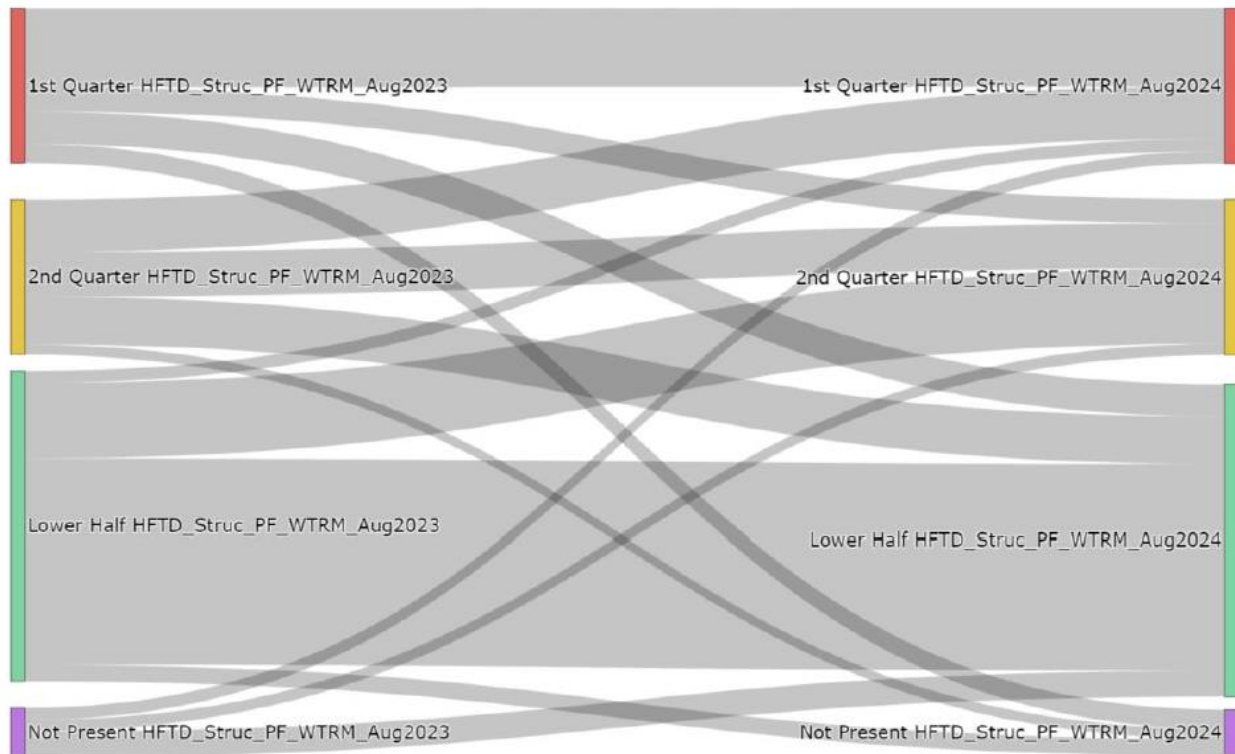 1st Quarter HFTD_Struc_PF_WTRM_Aug2023
1st Quarter HFTD_Struc_PF_WTRM_Aug2024
2nd Quarter HFTD_Struc_PF_WTRM_Aug2023
2nd Quarter HFTD_Struc_PF_WTRM_Aug2024
Lower Half HFTD_Struc_PF_WTRM_Aug2023
Lower Half HFTD_Struc_PF_WTRM_Aug2024
Not Present HFTD_Struc_PF_WTRM_Aug2023
Not Present HFTD_Struc_PF_WTRM_Aug2024